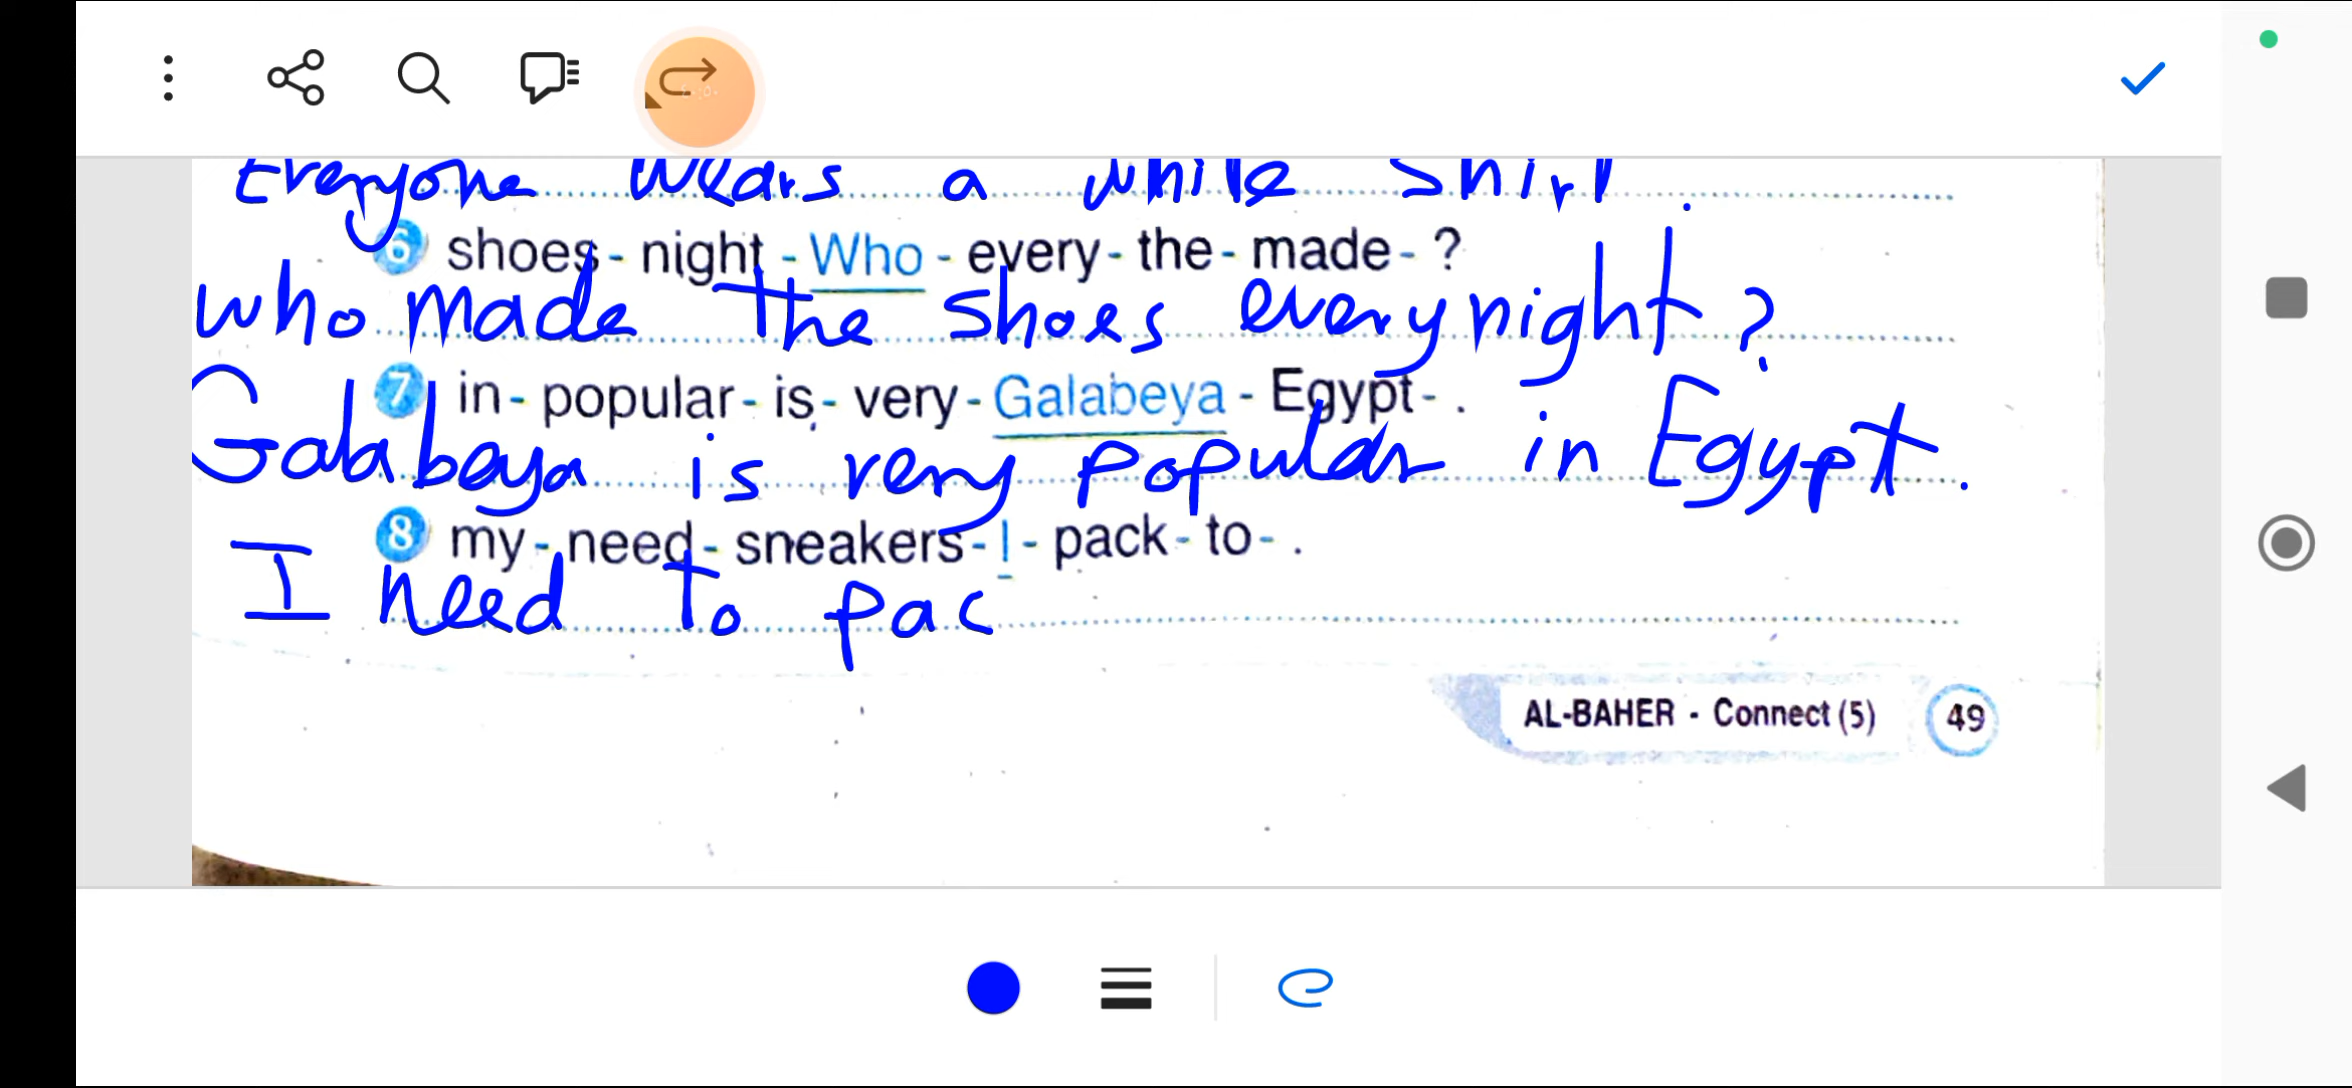 Everyone wears a white shirt.
6 shoes - night - Who - every - the - made - ?
who made the shoes every night?
7 in - popular - is - very - Galabeya - Egypt - .
Galabeya is very popular in Egypt.
8 my - need - sneakers - I - pack - to - .
I need to pac
AL-BAHER - Connect (5) 49